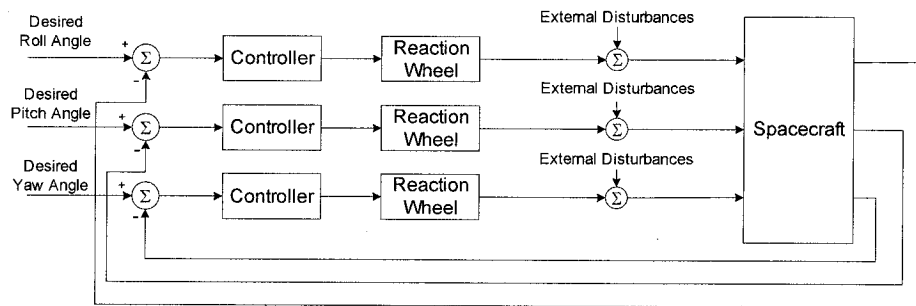 Desired
Roll Angle
+
Σ
-
Controller
Reaction
Wheel
External Disturbances
Σ
Desired
Pitch Angle
+
Σ
-
Controller
Reaction
Wheel
External Disturbances
Σ
Spacecraft
Desired
Yaw Angle
+
Σ
-
Controller
Reaction
Wheel
External Disturbances
Σ